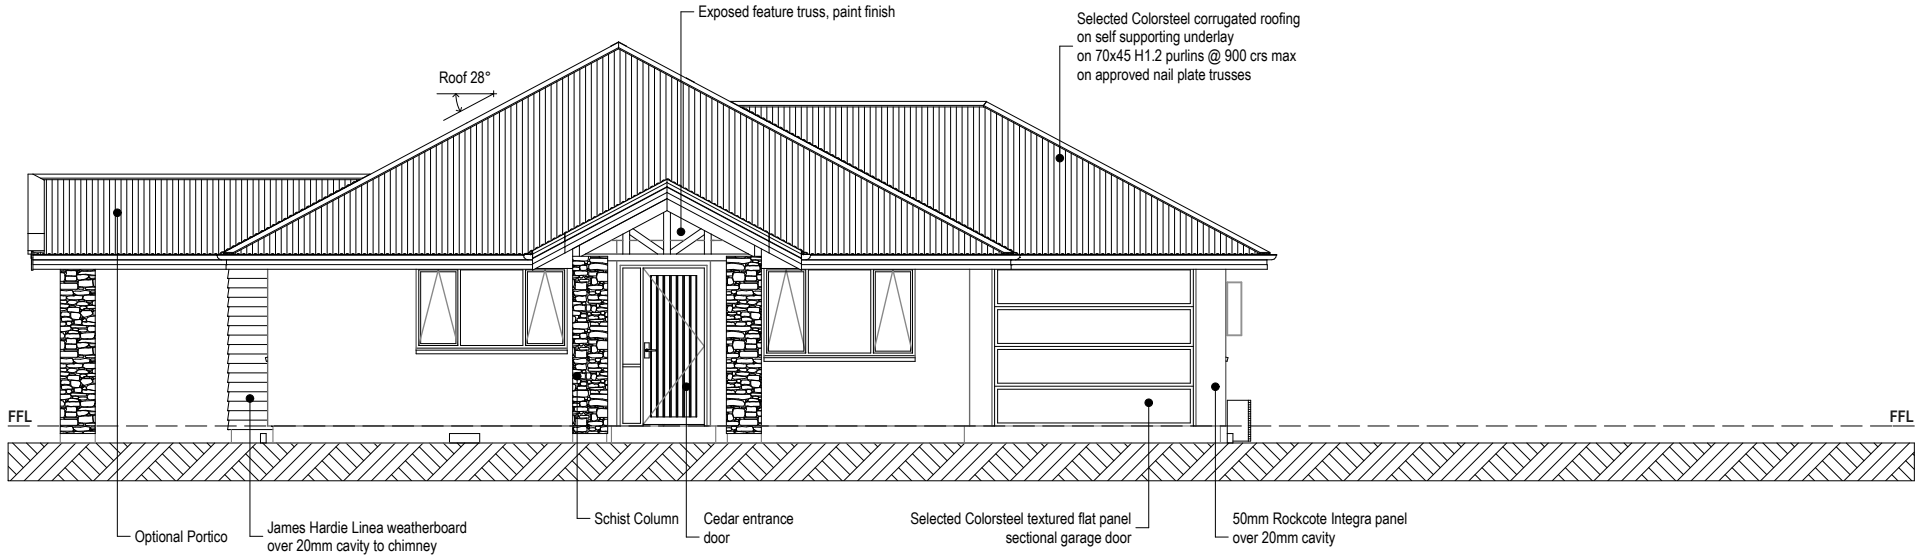 Exposed feature truss, paint finish
Selected Colorsteel corrugated roofing
on self supporting underlay
on 70x45 H1.2 purlins @ 900 crs max
on approved nail plate trusses
Roof 28°
FFL
FFL
Optional Portico
James Hardie Linea weatherboard
over 20mm cavity to chimney
Schist Column
Cedar entrance
door
Selected Colorsteel textured flat panel
sectional garage door
50mm Rockcote Integra panel
over 20mm cavity